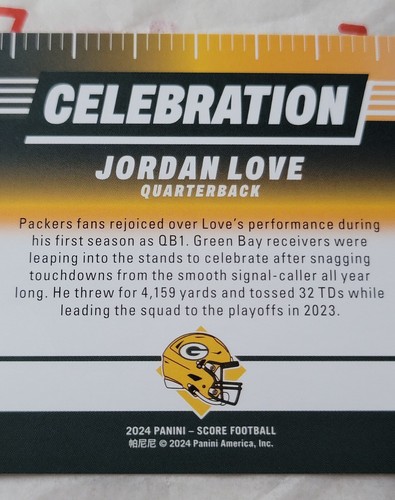 CELEBRATION
JORDAN LOVE
QUARTERBACK
Packers fans rejoiced over Love's performance during
his first season as QB1. Green Bay receivers were
leaping into the stands to celebrate after snagging
touchdowns from the smooth signal-caller all year
long. He threw for 4,159 yards and tossed 32 TDs while
leading the squad to the playoffs in 2023.
G
2024 PANINI – SCORE FOOTBALL
帕尼尼 © 2024 Panini America, Inc.